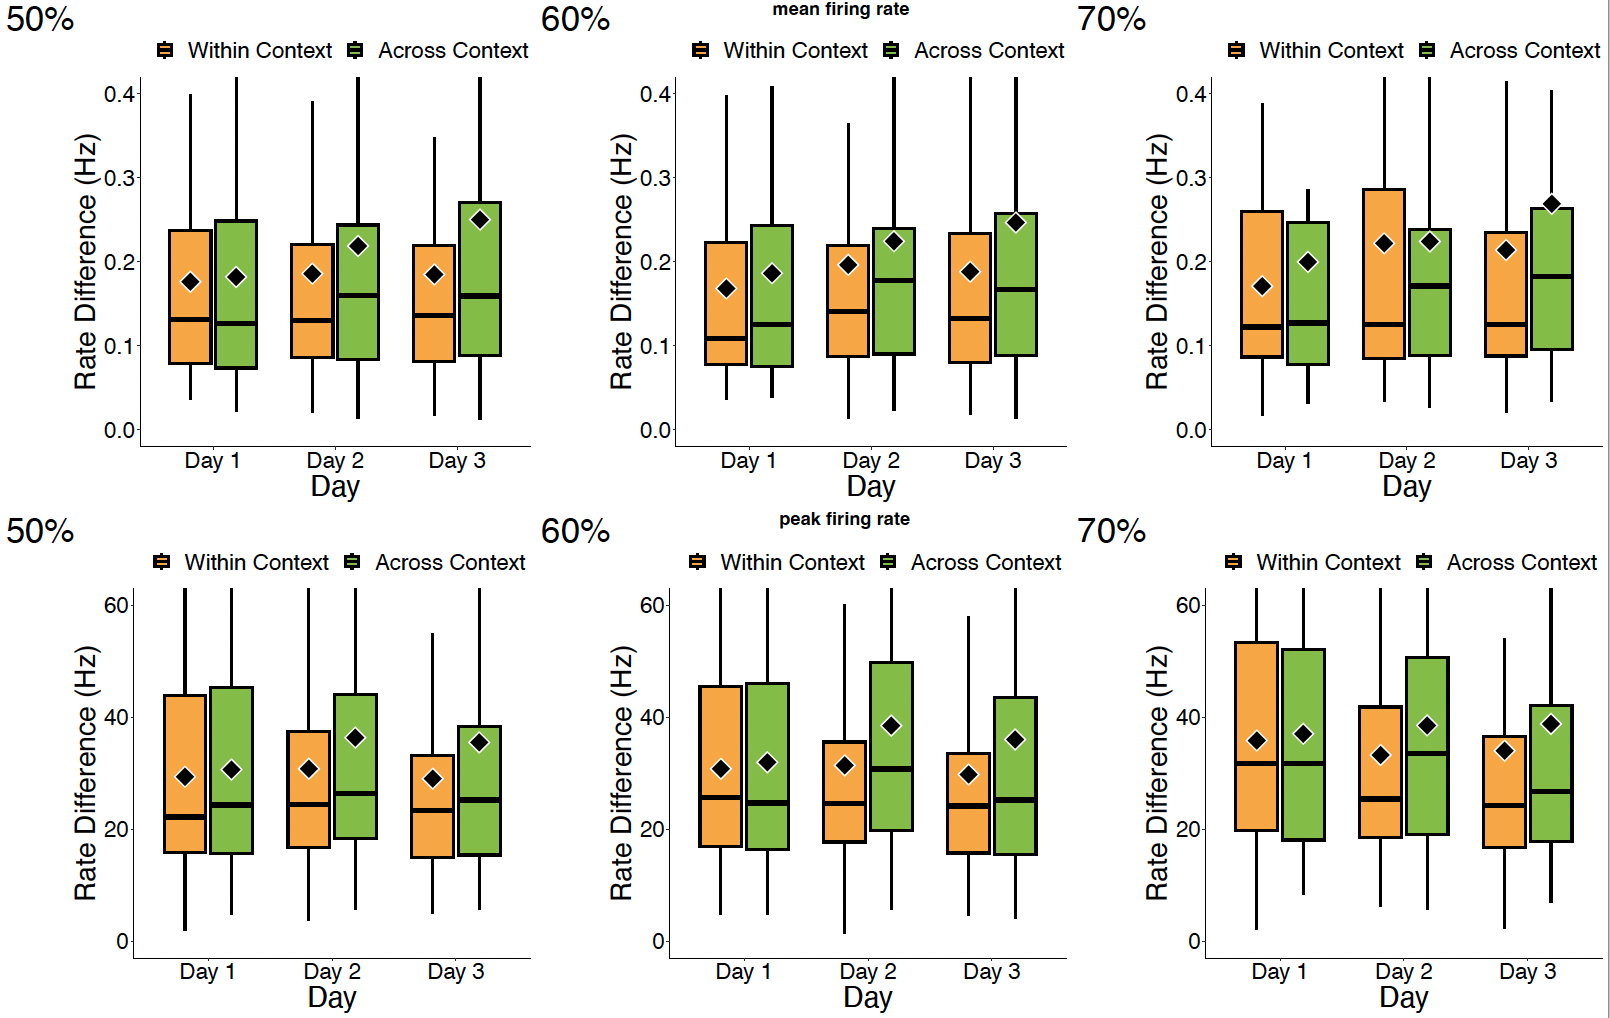 50%
60%
mean firing rate
70%
Within Context Across Context
Within Context Across Context
Within Context Across Context
Rate Difference (Hz)
0.4
0.3
0.2
0.1
0.0
Day 1 Day 2 Day 3
Day
Rate Difference (Hz)
0.4
0.3
0.2
0.1
0.0
Day 1 Day 2 Day 3
Day
Rate Difference (Hz)
0.4
0.3
0.2
0.1
0.0
Day 1 Day 2 Day 3
Day
50%
60%
peak firing rate
70%
Within Context Across Context
Within Context Across Context
Within Context Across Context
Rate Difference (Hz)
60
40
20
0
Day 1 Day 2 Day 3
Day
Rate Difference (Hz)
60
40
20
0
Day 1 Day 2 Day 3
Day
Rate Difference (Hz)
60
40
20
0
Day 1 Day 2 Day 3
Day